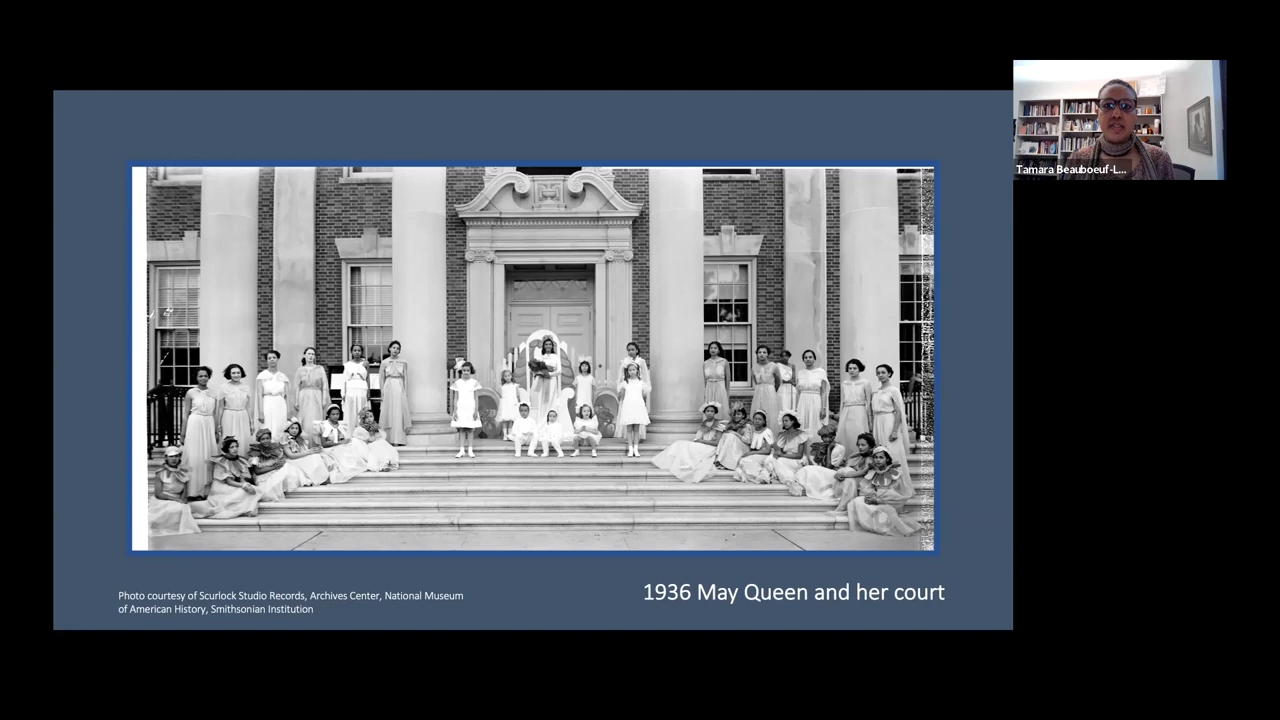 Tamara Beauboeuf-L...
1936 May Queen and her court
Photo courtesy of Scurlock Studio Records, Archives Center, National Museum
of American History, Smithsonian Institution